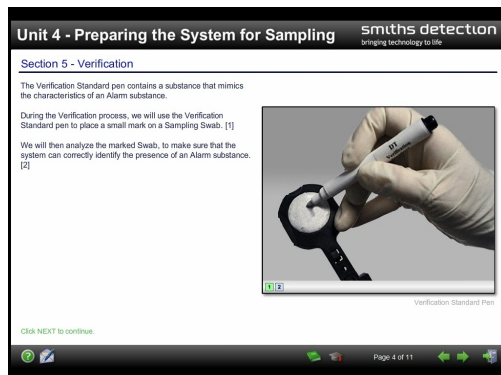 Unit 4 - Preparing the System for Sampling
smiths detection
bringing technology to life
Section 5 - Verification
The Verification Standard pen contains a substance that mimics
the characteristics of an Alarm substance.
During the Verification process, we will use the Verification
Standard pen to place a small mark on a Sampling Swab. [1]
We will then analyze the marked Swab, to make sure that the
system can correctly identify the presence of an Alarm substance.
[2]
DT
Verification
1 2
Verification Standard Pen
Click NEXT to continue.
Page 4 of 11